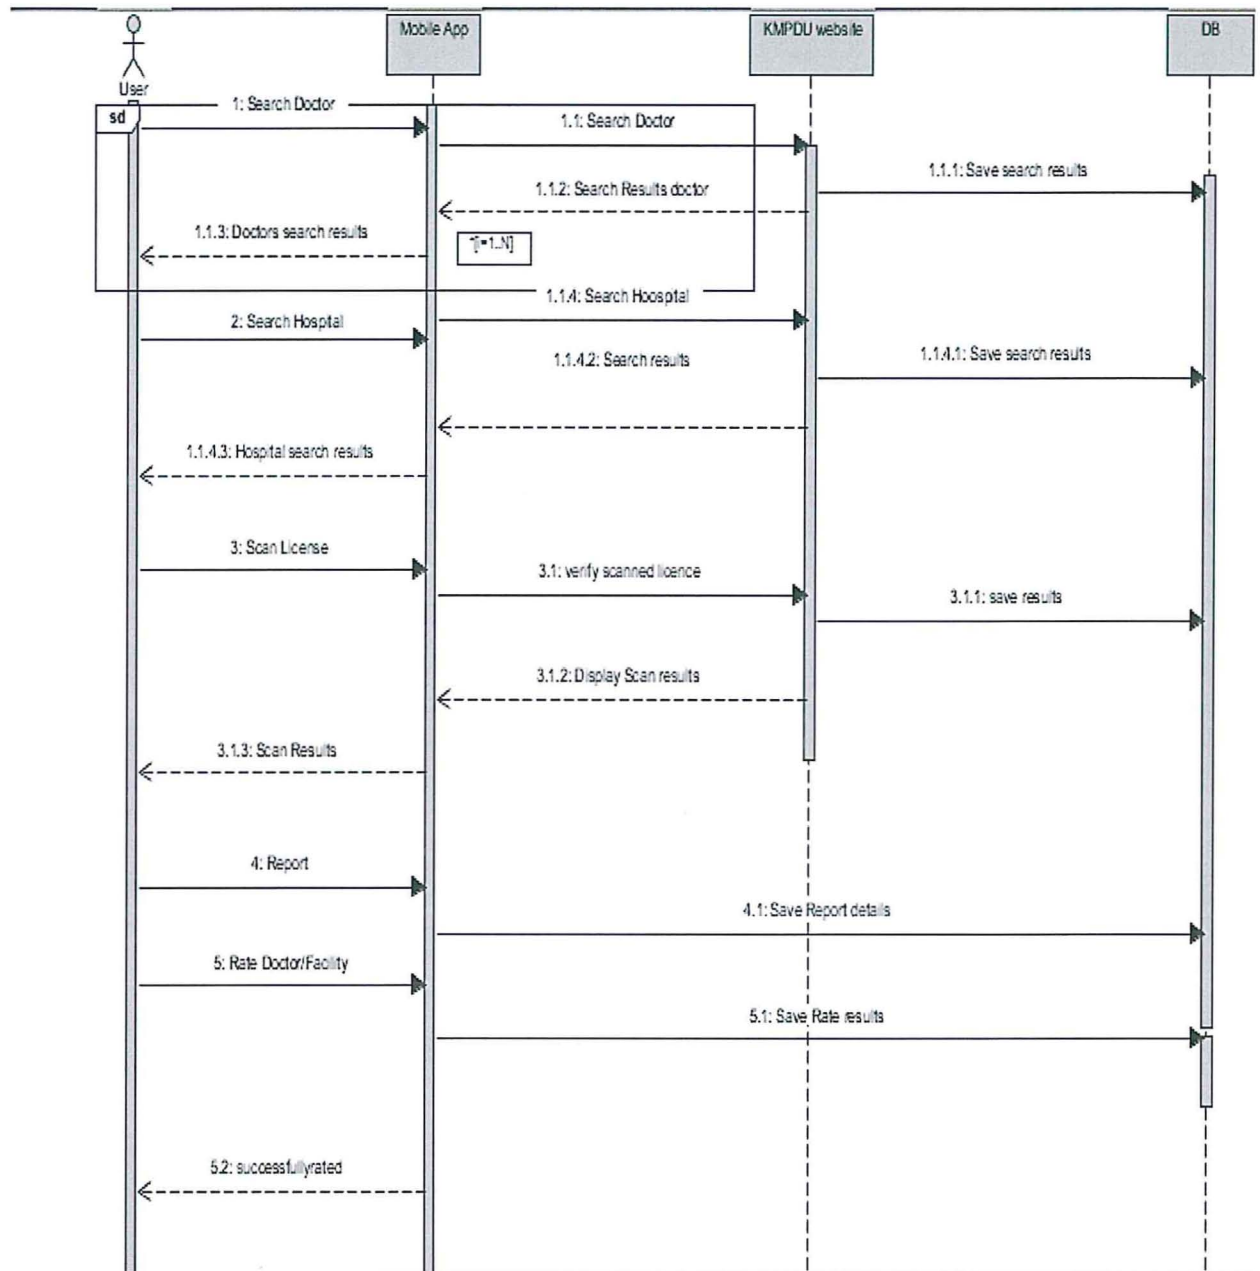 Mobile App
KMPDU website
DB
User
sd
1: Search Doctor
1.1: Search Doctor
1.1.1: Save search results
1.1.2: Search Results doctor
1.1.3: Doctors search results
*[i=1..N]
1.1.4: Search Hoosptial
2: Search Hospital
1.1.4.2: Search results
1.1.4.1: Save search results
1.1.4.3: Hospital search results
3: Scan License
3.1: verify scanned licence
3.1.1: save results
3.1.2: Display Scan results
3.1.3: Scan Results
4: Report
4.1: Save Report details
5: Rate Doctor/Facility
5.1: Save Rate results
5.2: successfullyrated